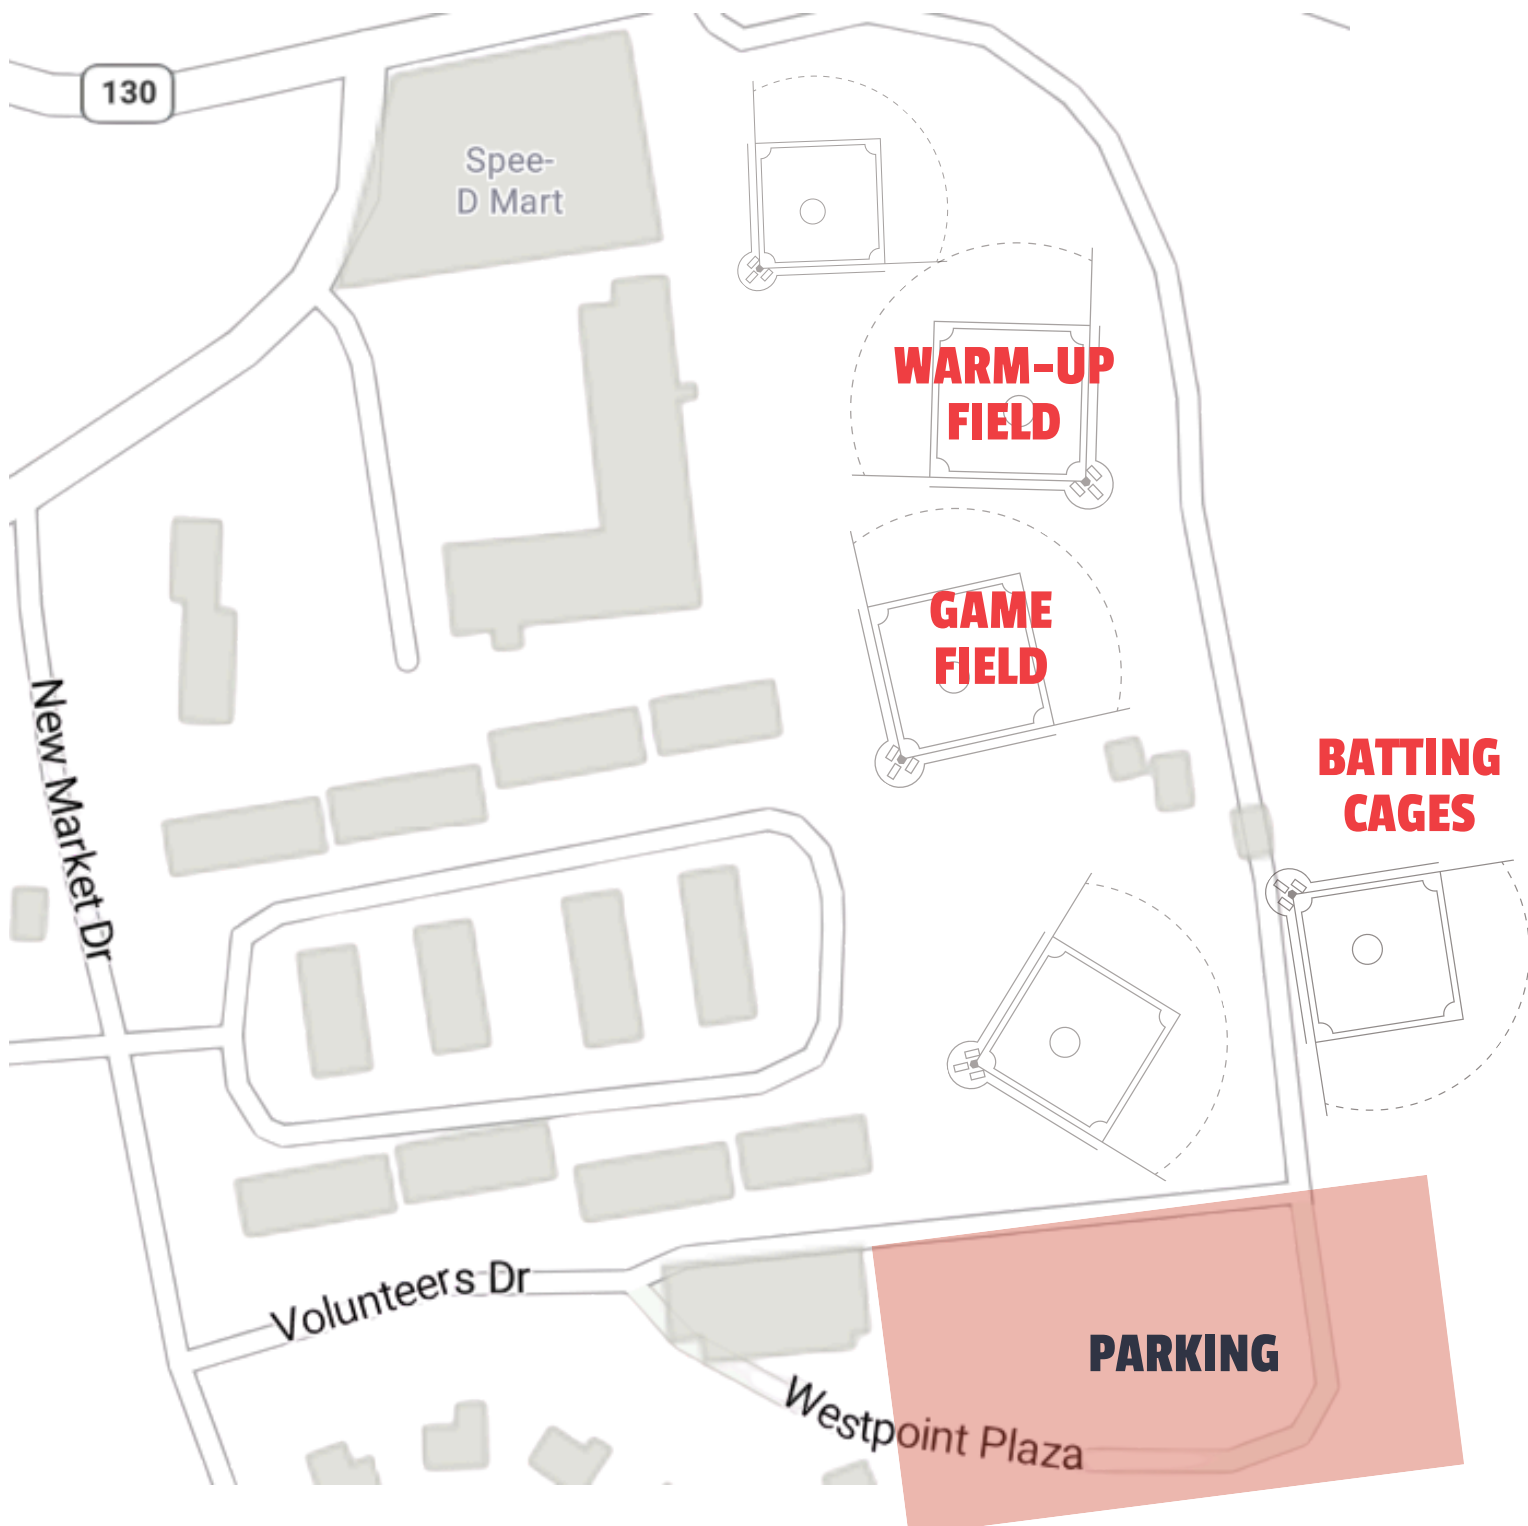 130
Spee-
D Mart
WARM-UP
FIELD
GAME
FIELD
New Market Dr
BATTING
CAGES
Volunteers Dr
PARKING
Westpoint Plaza